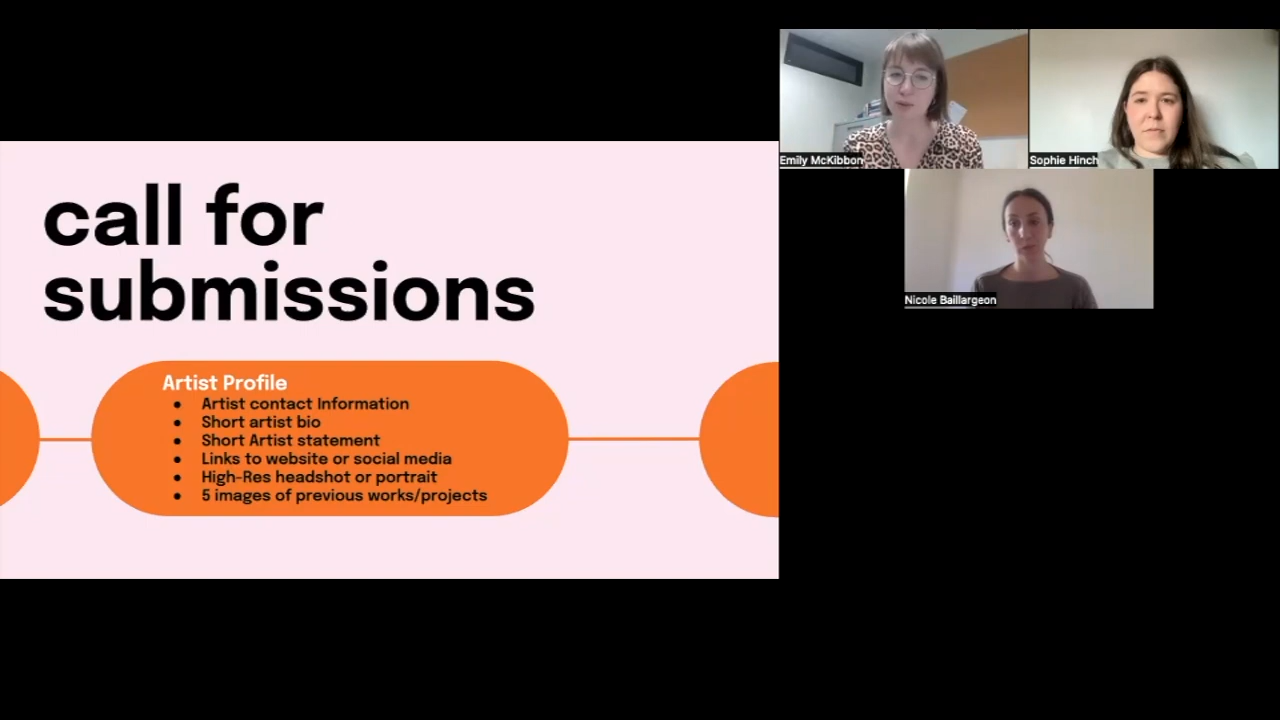 call for
submissions
Artist Profile
● Artist contact Information
● Short artist bio
● Short Artist statement
● Links to website or social media
● High-Res headshot or portrait
● 5 images of previous works/projects
Emily McKibbon
Sophie Hinch
Nicole Baillargeon